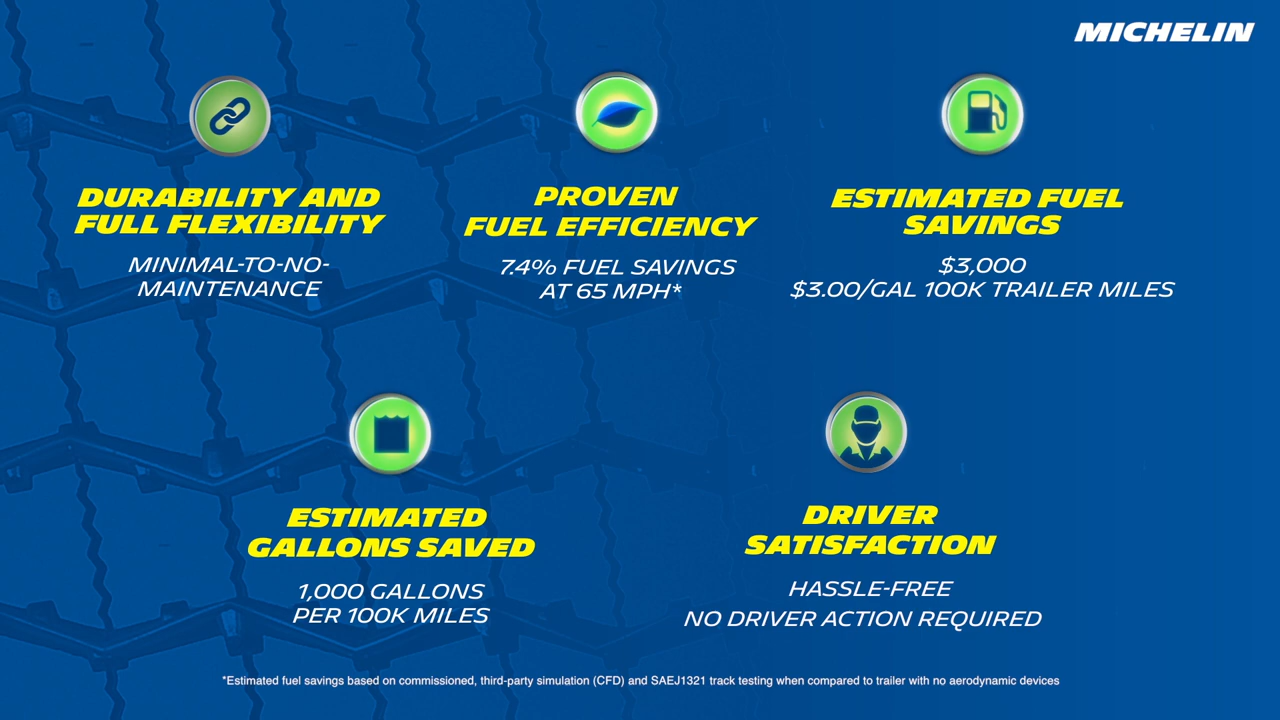 MICHELIN
DURABILITY AND
FULL FLEXIBILITY
MINIMAL-TO-NO-
MAINTENANCE
PROVEN
FUEL EFFICIENCY
7.4% FUEL SAVINGS
AT 65 MPH*
ESTIMATED FUEL
SAVINGS
$3,000
$3.00/GAL 100K TRAILER MILES
ESTIMATED
GALLONS SAVED
1,000 GALLONS
PER 100K MILES
DRIVER
SATISFACTION
HASSLE-FREE
NO DRIVER ACTION REQUIRED
*Estimated fuel savings based on commissioned, third-party simulation (CFD) and SAEJ1321 track testing when compared to trailer with no aerodynamic devices